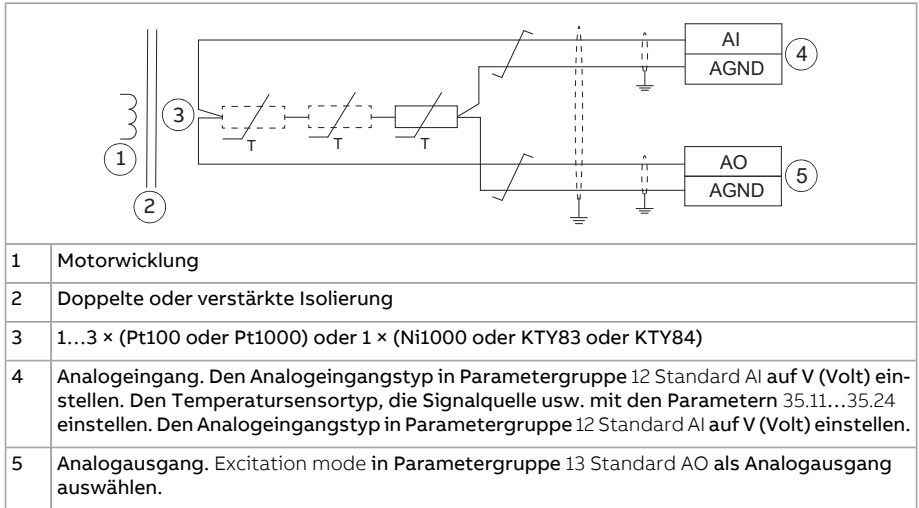 AI
AGND
4
3
T
T
T
1
AO
AGND
5
2
1 Motorwicklung
2 Doppelte oder verstärkte Isolierung
3 1…3 × (Pt100 oder Pt1000) oder 1 × (Ni1000 oder KTY83 oder KTY84)
4 Analogeingang. Den Analogeingangstyp in Parametergruppe 12 Standard AI auf V (Volt) ein-
stellen. Den Temperatursensortyp, die Signalquelle usw. mit den Parametern 35.11…35.24
einstellen. Den Analogeingangstyp in Parametergruppe 12 Standard AI auf V (Volt) einstellen.
5 Analogausgang. Excitation mode in Parametergruppe 13 Standard AO als Analogausgang
auswählen.